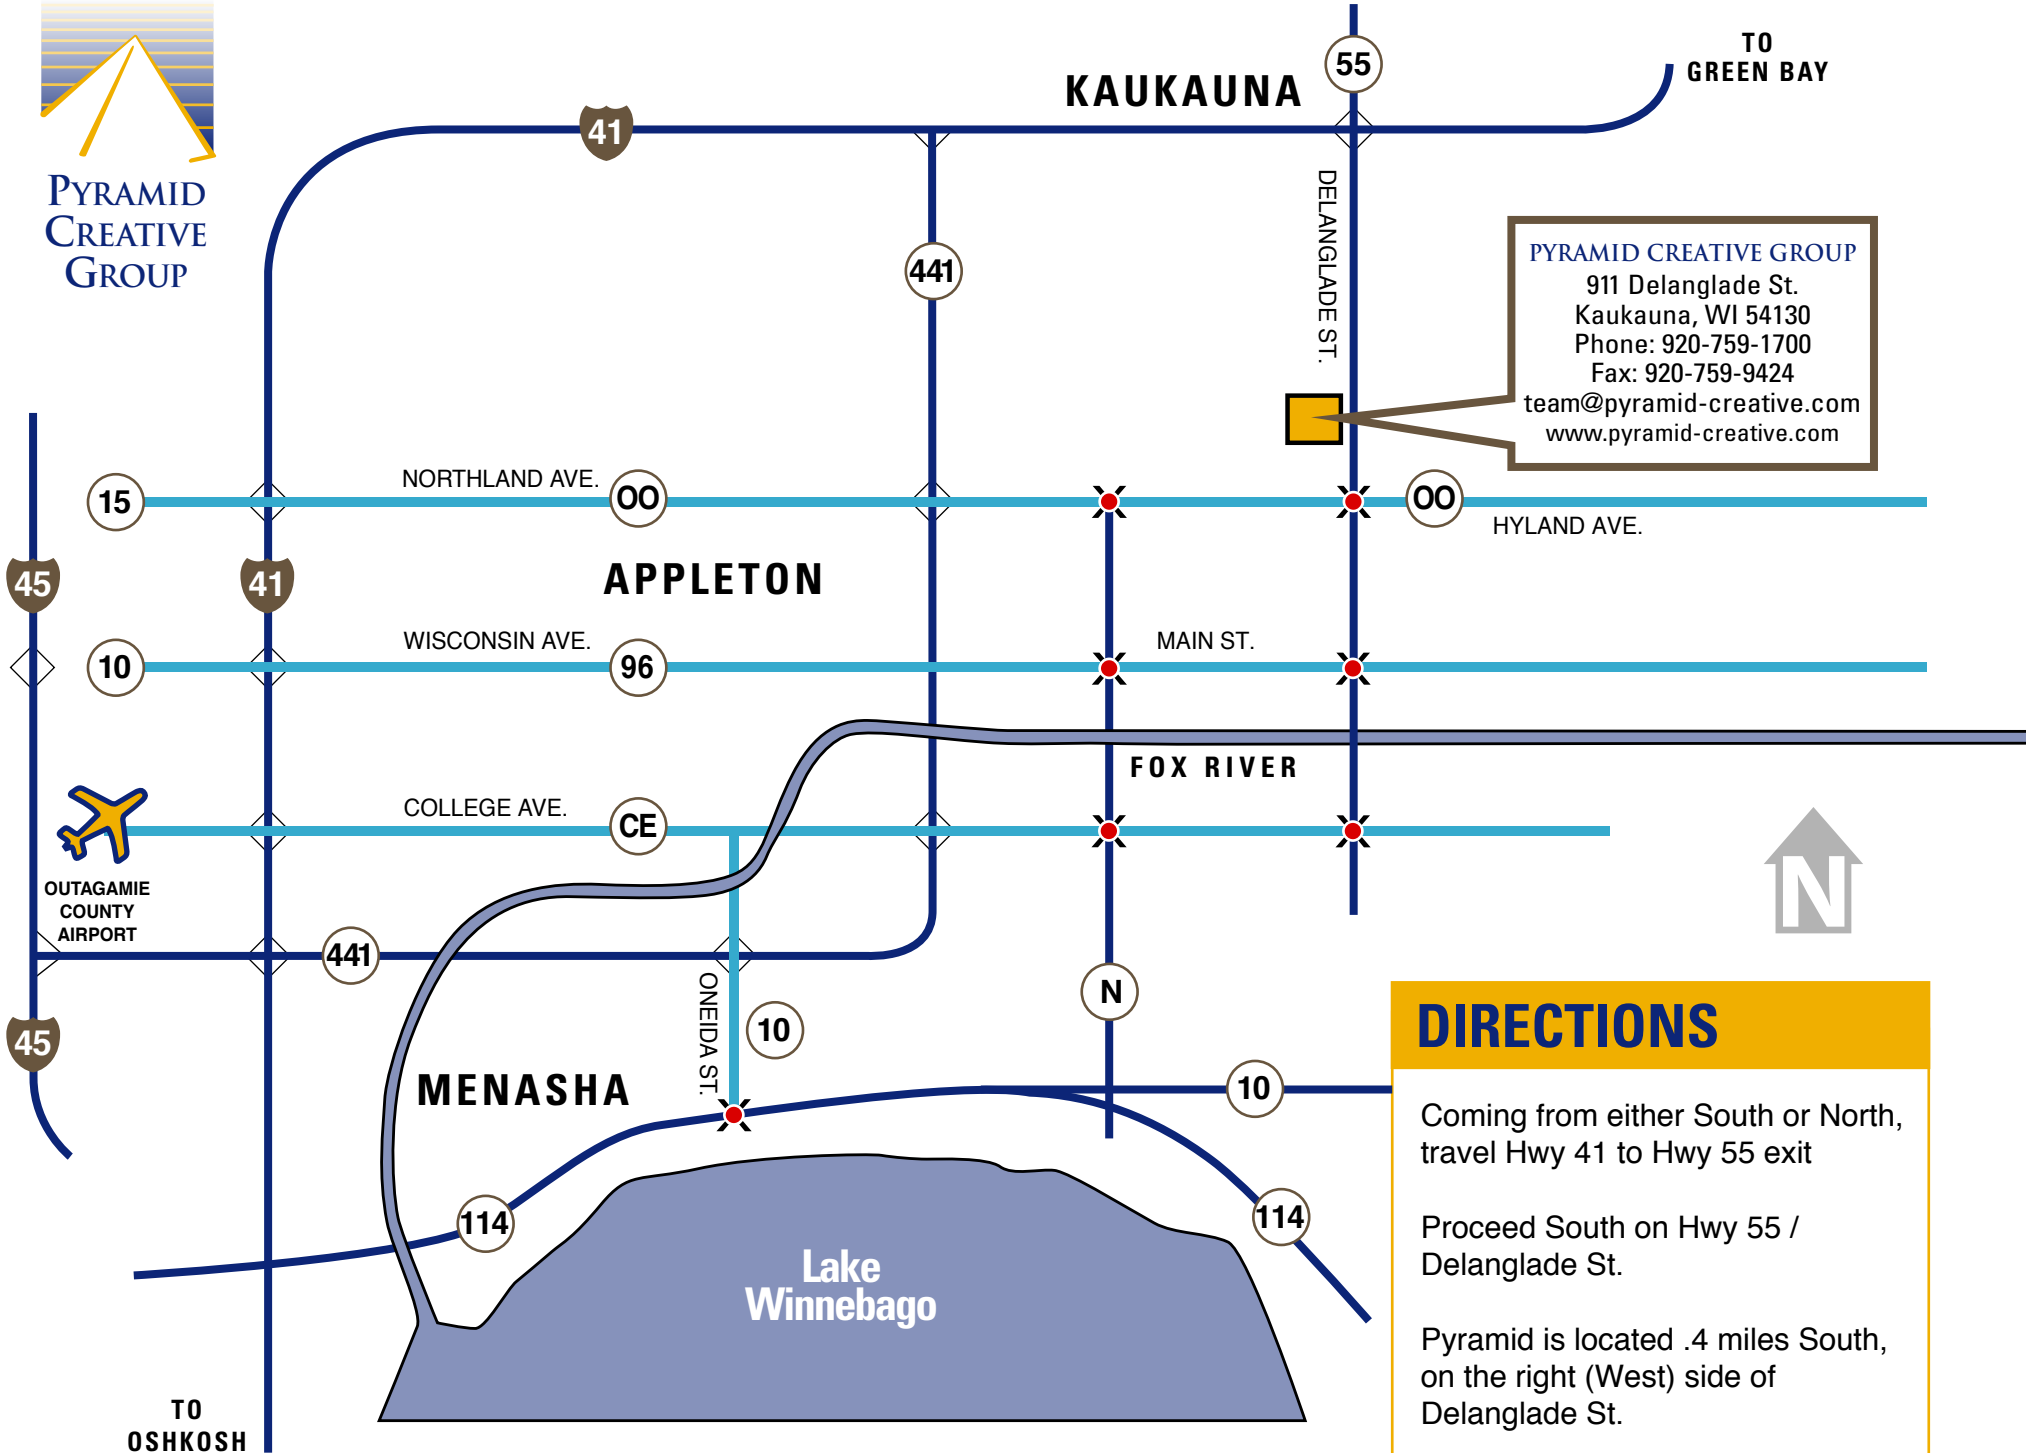 PYRAMID
CREATIVE
GROUP
KAUKAUNA
55
TO
GREEN BAY
41
DELANGLADE ST.
441
PYRAMID CREATIVE GROUP
911 Delanglade St.
Kaukauna, WI 54130
Phone: 920-759-1700
Fax: 920-759-9424
team@pyramid-creative.com
www.pyramid-creative.com
15
NORTHLAND AVE.
OO
OO
HYLAND AVE.
45
41
APPLETON
10
WISCONSIN AVE.
96
MAIN ST.
FOX RIVER
COLLEGE AVE.
CE
OUTAGAMIE
COUNTY
AIRPORT
441
N
ONEIDA ST.
10
N
45
MENASHA
10
114
114
Lake
Winnebago
TO
OSHKOSH
DIRECTIONS
Coming from either South or North,
travel Hwy 41 to Hwy 55 exit
Proceed South on Hwy 55 /
Delanglade St.
Pyramid is located .4 miles South,
on the right (West) side of
Delanglade St.